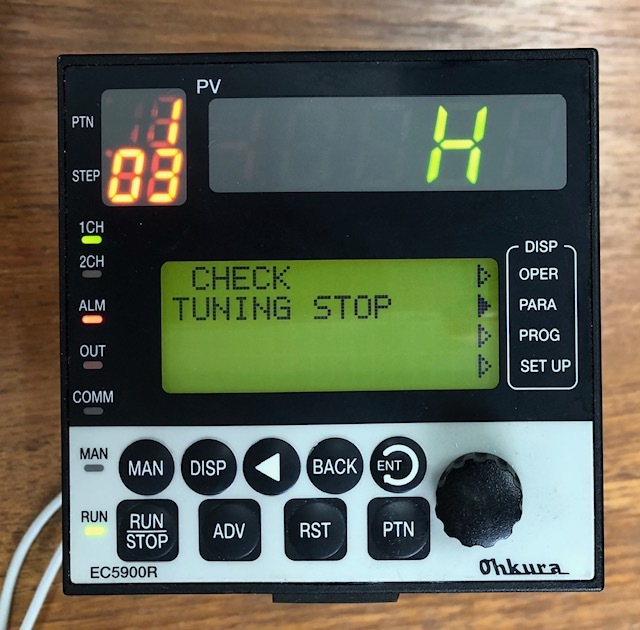 PV
PTN
1
H
STEP
03
1CH
2CH
ALM
OUT
COMM
CHECK
TUNING STOP
DISP
OPER
PARA
PROG
SET UP
MAN
MAN
DISP
BACK
ENT
RUN
RUN
STOP
ADV
RST
PTN
EC5900R
Ohkura